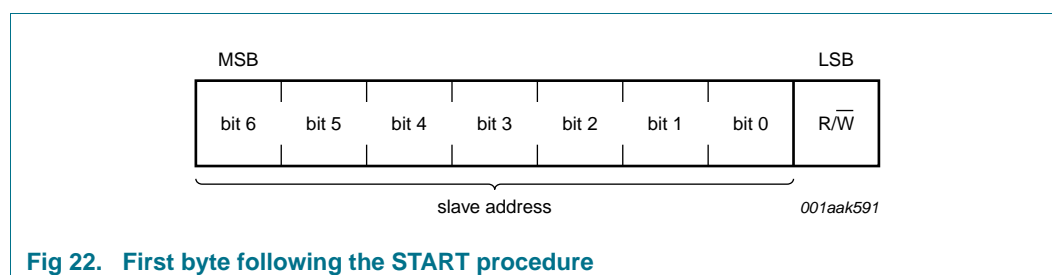 MSB LSB
bit 6 bit 5 bit 4 bit 3 bit 2 bit 1 bit 0 R/W̅
slave address 001aak591
Fig 22. First byte following the START procedure